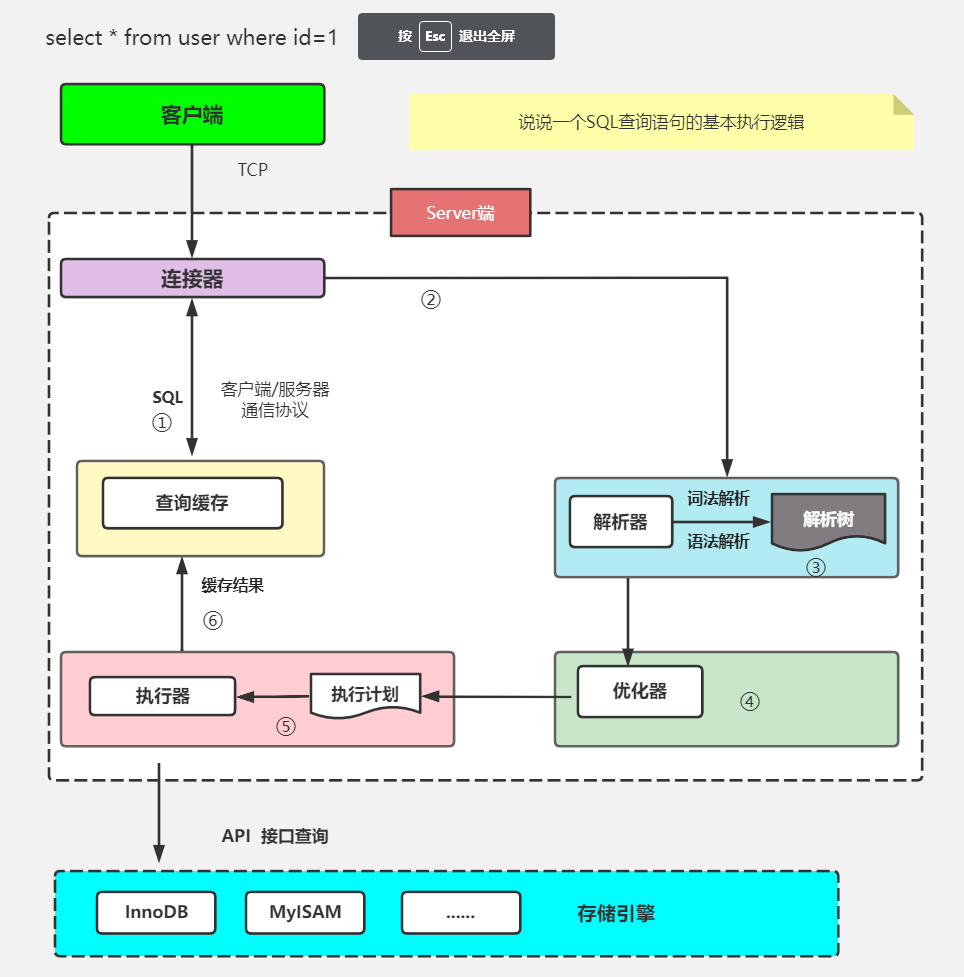 select * from user where id=1
按 Esc 退出全屏
客户端
说说一个SQL查询语句的基本执行逻辑
TCP
Server端
连接器
②
SQL
①
客户端/服务器
通信协议
查询缓存
解析器
词法解析
语法解析
解析树
③
缓存结果
⑥
执行器
执行计划
⑤
优化器
④
API 接口查询
InnoDB
MyISAM
......
存储引擎